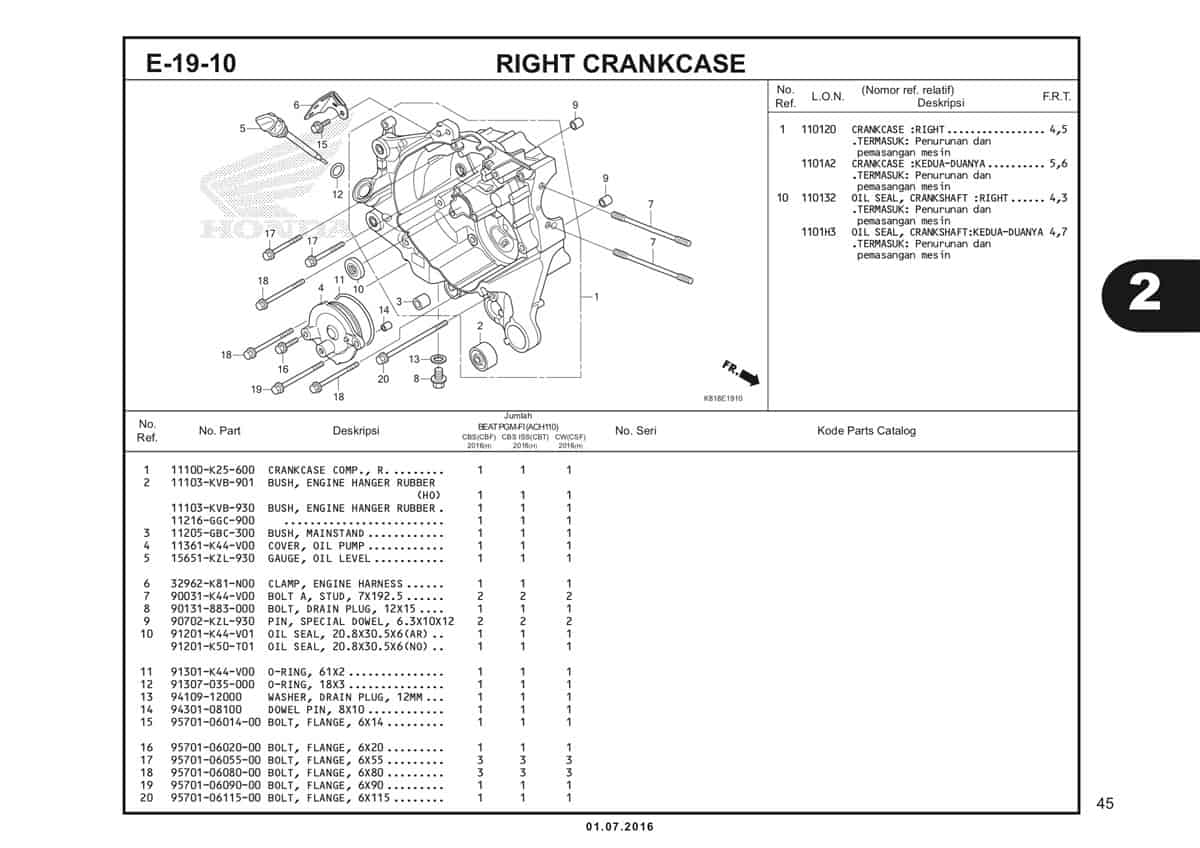 E-19-10 RIGHT CRANKCASE
No. Ref. L.O.N. (Nomor ref. relatif) Deskripsi F.R.T.
1 110120 CRANKCASE :RIGHT................. 4,5
.TERMASUK: Penurunan dan
pemasangan mesin
1101A2 CRANKCASE :KEDUA-DUANYA.......... 5,6
.TERMASUK: Penurunan dan
pemasangan mesin
10 110132 OIL SEAL, CRANKSHAFT :RIGHT...... 4,3
.TERMASUK: Penurunan dan
pemasangan mesin
1101H3 OIL SEAL, CRANKSHAFT:KEDUA-DUANYA 4,7
.TERMASUK: Penurunan dan
pemasangan mesin
6
9
5
15
12
9
7
HONDA
17
17
7
10
18
11
4
3
1
14
2
18
16
13
20
8
19
18
FR.
K818E1910
2
No. Ref. No. Part Deskripsi Jumlah No. Seri Kode Parts Catalog
BEAT PGM-FI (ACH110)
CBS(CBF) CBS ISS(CBT) CW(CSF)
2016(H) 2016(H) 2016(H)
1 11100-K25-600 CRANKCASE COMP., R. ........ 1 1 1
2 11103-KVB-901 BUSH, ENGINE HANGER RUBBER
(HO) 1 1 1
11103-KVB-930 BUSH, ENGINE HANGER RUBBER . 1 1 1
11216-GGC-900 ......................... 1 1 1
3 11205-GBC-300 BUSH, MAINSTAND ............ 1 1 1
4 11361-K44-V00 COVER, OIL PUMP ............ 1 1 1
5 15651-KZL-930 GAUGE, OIL LEVEL ........... 1 1 1
6 32962-K81-N00 CLAMP, ENGINE HARNESS ...... 1 1 1
7 90031-K44-V00 BOLT A, STUD, 7X192.5 ...... 2 2 2
8 90131-883-000 BOLT, DRAIN PLUG, 12X15 .... 1 1 1
9 90702-KZL-930 PIN, SPECIAL DOWEL, 6.3X10X12 2 2 2
10 91201-K44-V01 OIL SEAL, 20.8X30.5X6(AR) .. 1 1 1
91201-K50-T01 OIL SEAL, 20.8X30.5X6(NO) .. 1 1 1
11 91301-K44-V00 O-RING, 61X2 ............... 1 1 1
12 91307-035-000 O-RING, 18X3 ............... 1 1 1
13 94109-12000 WASHER, DRAIN PLUG, 12MM ... 1 1 1
14 94301-08100 DOWEL PIN, 8X10 ............ 1 1 1
15 95701-06014-00 BOLT, FLANGE, 6X14 ......... 1 1 1
16 95701-06020-00 BOLT, FLANGE, 6X20 ......... 1 1 1
17 95701-06055-00 BOLT, FLANGE, 6X55 ......... 3 3 3
18 95701-06080-00 BOLT, FLANGE, 6X80 ......... 3 3 3
19 95701-06090-00 BOLT, FLANGE, 6X90 ......... 1 1 1
20 95701-06115-00 BOLT, FLANGE, 6X115 ........ 1 1 1
45
01.07.2016